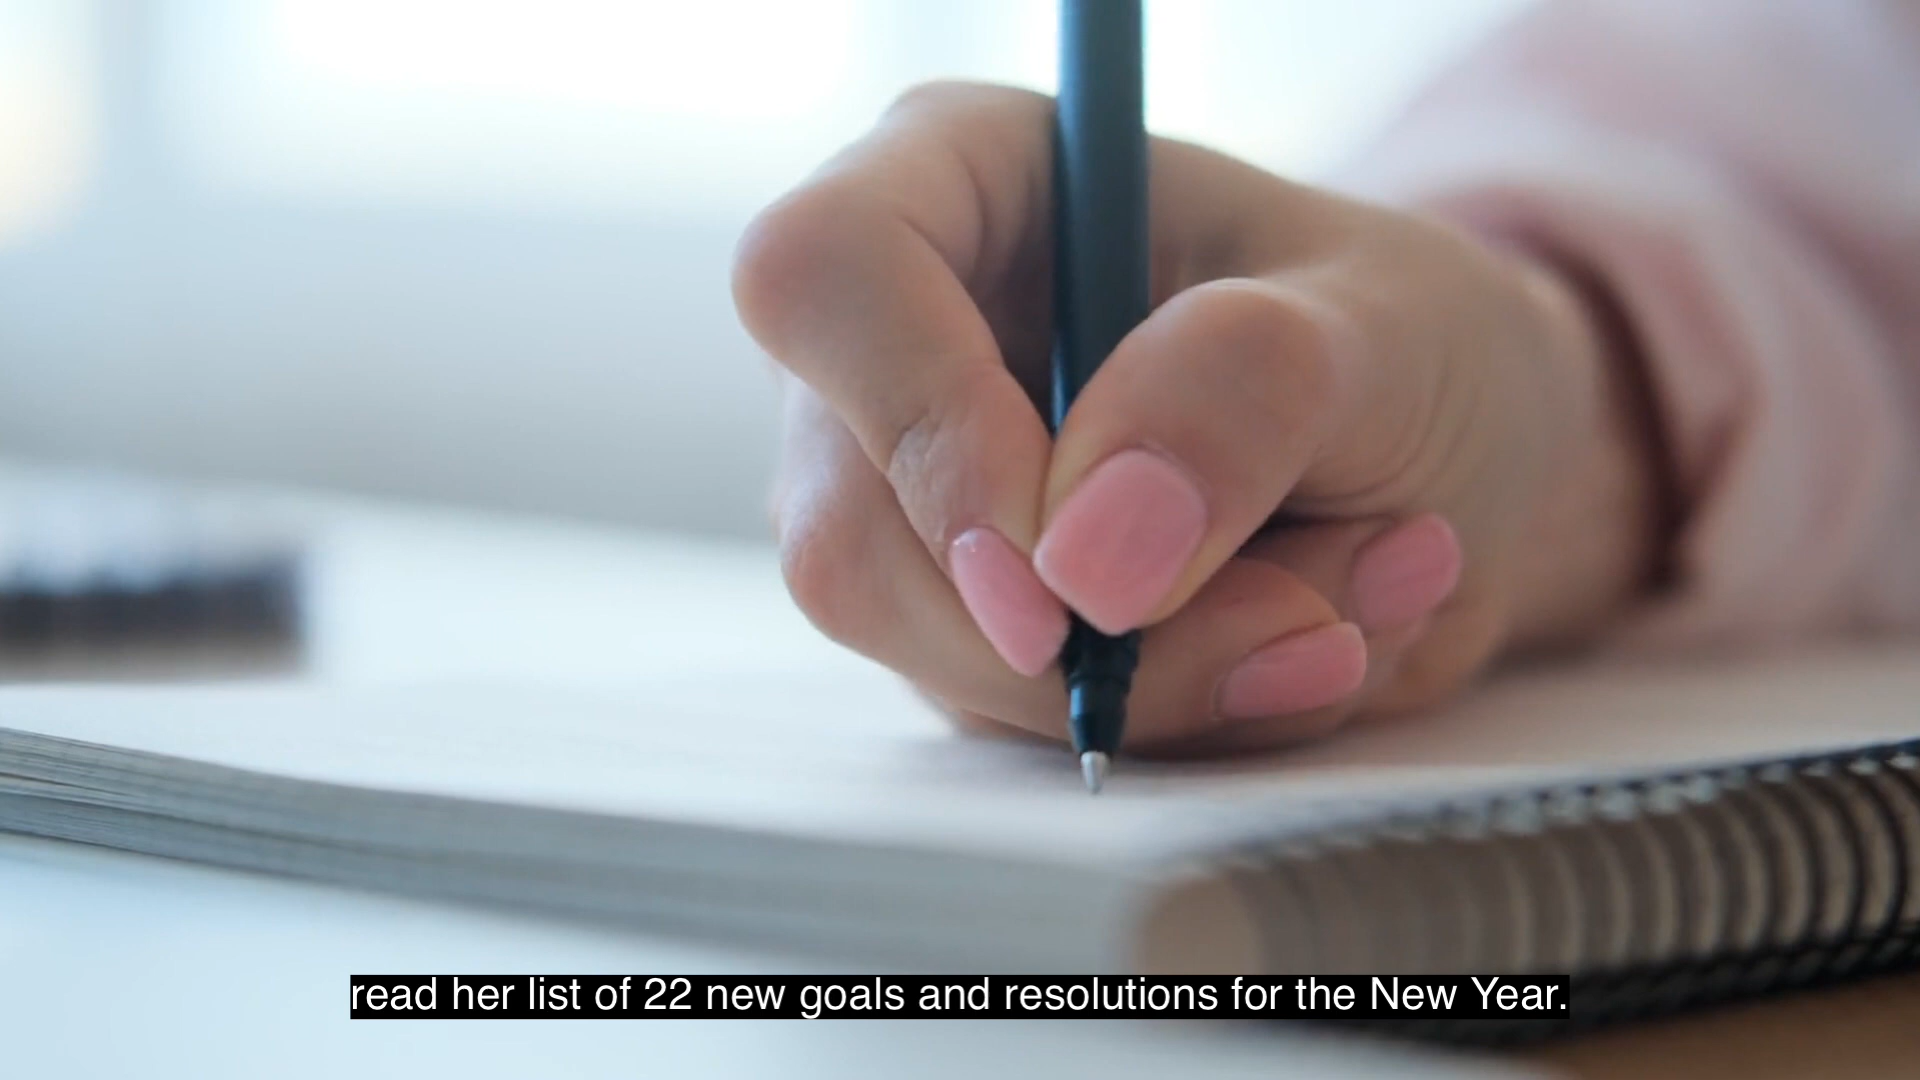 read her list of 22 new goals and resolutions for the New Year.